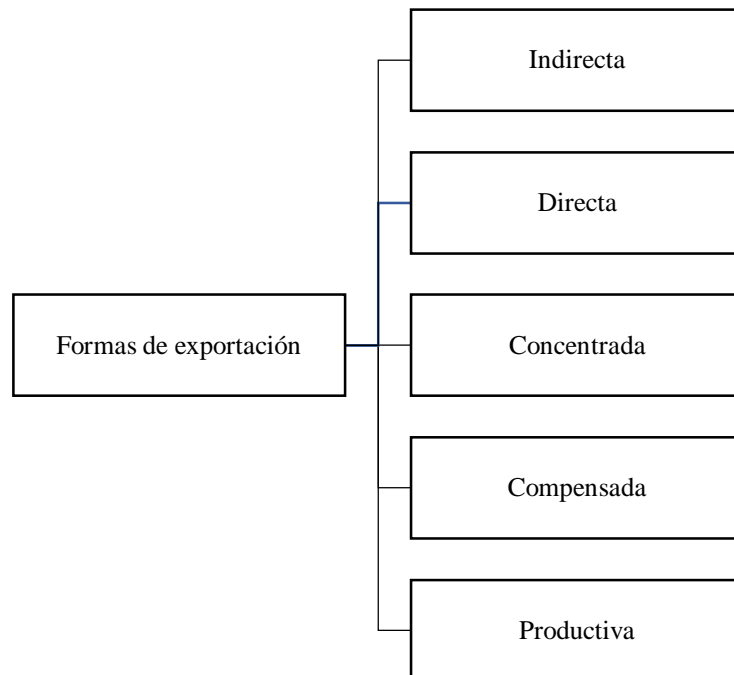 Indirecta
Directa
Formas de exportación
Concentrada
Compensada
Productiva